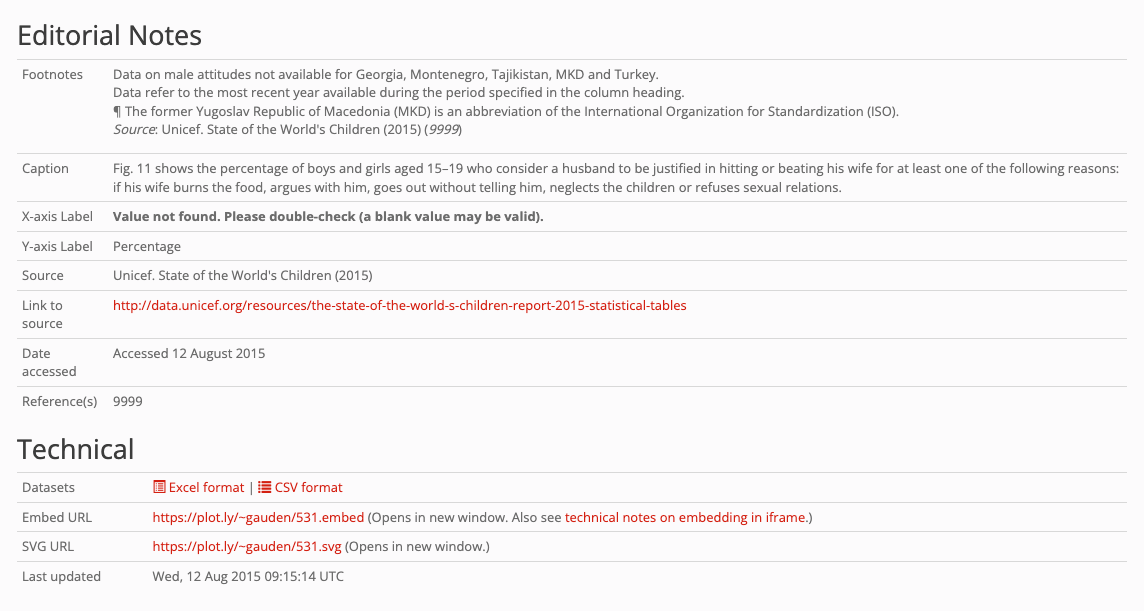 Editorial Notes
Footnotes
Data on male attitudes not available for Georgia, Montenegro, Tajikistan, MKD and Turkey.
Data refer to the most recent year available during the period specified in the column heading.
¶ The former Yugoslav Republic of Macedonia (MKD) is an abbreviation of the International Organization for Standardization (ISO).
Source: Unicef. State of the World's Children (2015) (9999)
Caption
Fig. 11 shows the percentage of boys and girls aged 15–19 who consider a husband to be justified in hitting or beating his wife for at least one of the following reasons:
if his wife burns the food, argues with him, goes out without telling him, neglects the children or refuses sexual relations.
X-axis Label
Value not found. Please double-check (a blank value may be valid).
Y-axis Label
Percentage
Source
Unicef. State of the World's Children (2015)
Link to
source
http://data.unicef.org/resources/the-state-of-the-world-s-children-report-2015-statistical-tables
Date
accessed
Accessed 12 August 2015
Reference(s)
9999
Technical
Datasets
Excel format | CSV format
Embed URL
https://plot.ly/~gauden/531.embed (Opens in new window. Also see technical notes on embedding in iframe.)
SVG URL
https://plot.ly/~gauden/531.svg (Opens in new window.)
Last updated
Wed, 12 Aug 2015 09:15:14 UTC